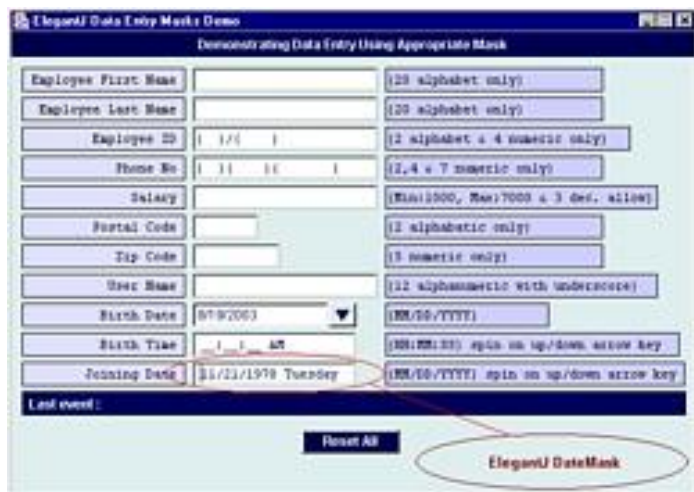 ElegantJ Data Entry Masks Demo
Demonstrating Data Entry Using Appropriate Mask
Employee First Name (20 alphabet only)
Employee Last Name (20 alphabet only)
Employee ID ( )/( ) (2 alphabet & 4 numeric only)
Phone No ( )( )( ) (2,4 & 7 numeric only)
Salary (Min:1000, Max:7000 & 3 dec. allow)
Postal Code (2 alphabetic only)
Zip Code (5 numeric only)
User Name (12 alphanumeric with underscore)
Birth Date 8/19/2003 (MM/DD/YYYY)
Birth Time __:__:__ AM (HH:MM:SS) spin on up/down arrow key
Joining Date 11/21/1978 Tuesday (MM/DD/YYYY) spin on up/down arrow key
Last event :
Reset All
ElegantJ DateMask